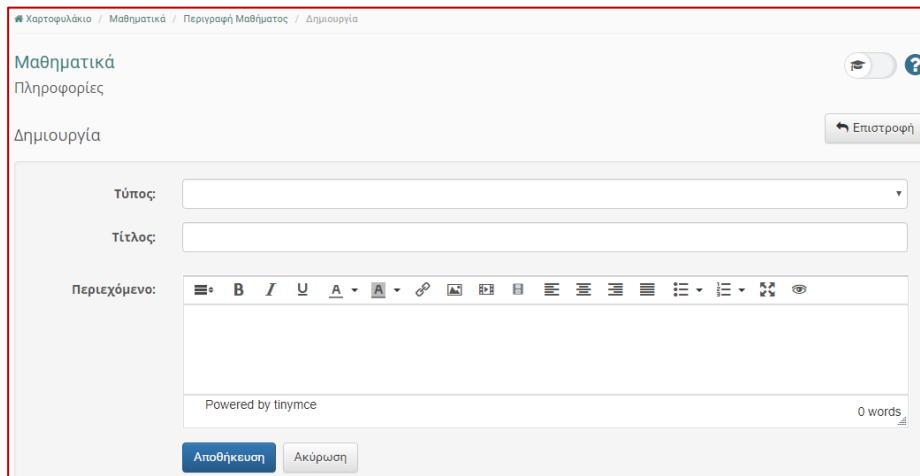 Χαρτοφυλάκιο / Μαθηματικά / Περιγραφή Μαθήματος / Δημιουργία
Μαθηματικά
Πληροφορίες
Δημιουργία
Επιστροφή
Τύπος:
Τίτλος:
Περιεχόμενο:
B I U A A
Powered by tinymce
0 words
Αποθήκευση Ακύρωση